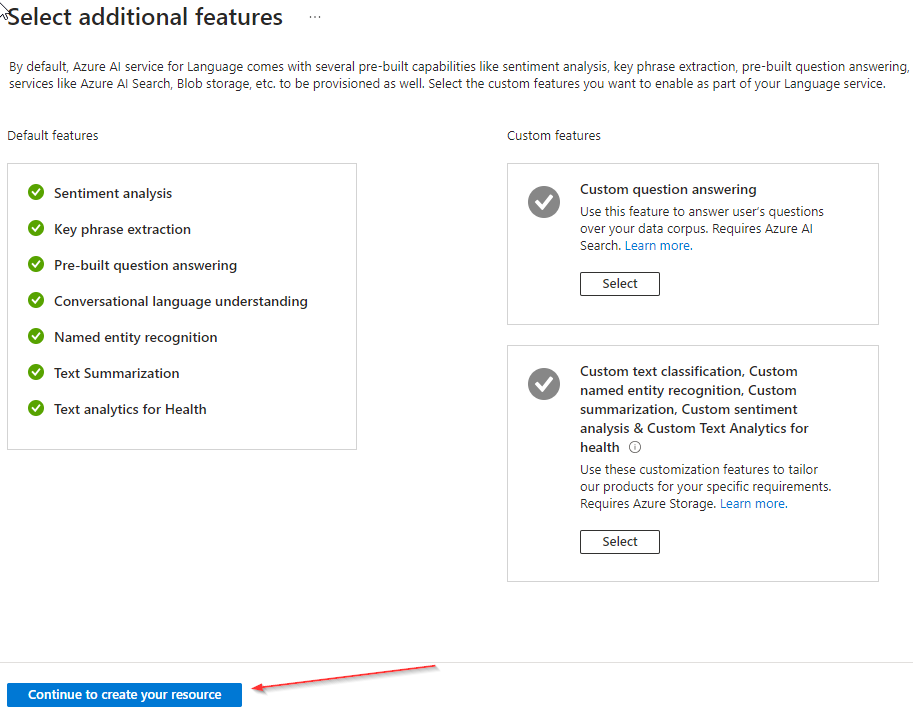 Select additional features ...
By default, Azure AI service for Language comes with several pre-built capabilities like sentiment analysis, key phrase extraction, pre-built question answering,
services like Azure AI Search, Blob storage, etc. to be provisioned as well. Select the custom features you want to enable as part of your Language service.
Default features
Sentiment analysis
Key phrase extraction
Pre-built question answering
Conversational language understanding
Named entity recognition
Text Summarization
Text analytics for Health
Custom features
Custom question answering
Use this feature to answer user's questions
over your data corpus. Requires Azure AI
Search. Learn more.
Select
Custom text classification, Custom
named entity recognition, Custom
summarization, Custom sentiment
analysis & Custom Text Analytics for
health
Use these customization features to tailor
our products for your specific requirements.
Requires Azure Storage. Learn more.
Select
Continue to create your resource